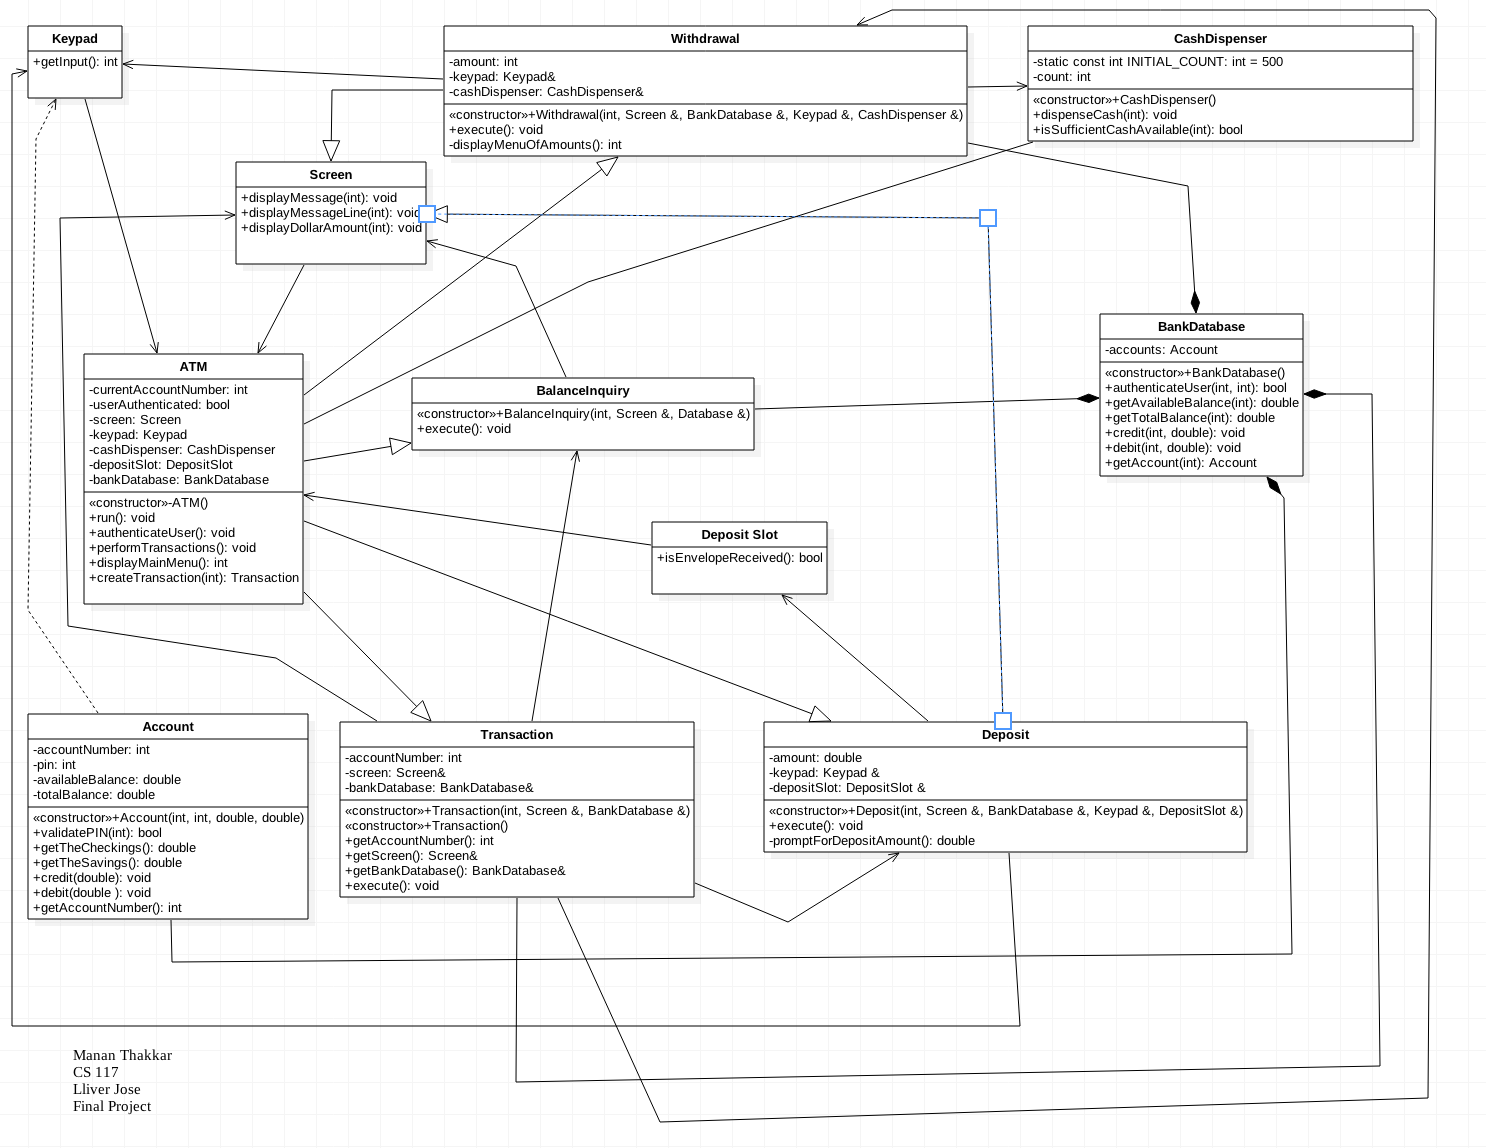 Keypad
+getInput(): int
Withdrawal
-amount: int
-keypad: Keypad&
-cashDispenser: CashDispenser&
«constructor»+Withdrawal(int, Screen &, BankDatabase &, Keypad &, CashDispenser &)
+execute(): void
-displayMenuOfAmounts(): int
CashDispenser
-static const int INITIAL_COUNT: int = 500
-count: int
«constructor»+CashDispenser()
+dispenseCash(int): void
+isSufficientCashAvailable(int): bool
Screen
+displayMessage(int): void
+displayMessageLine(int): void
+displayDollarAmount(int): void
BankDatabase
-accounts: Account
«constructor»+BankDatabase()
+authenticateUser(int, int): bool
+getAvailableBalance(int): double
+getTotalBalance(int): double
+credit(int, double): void
+debit(int, double): void
+getAccount(int): Account
ATM
-currentAccountNumber: int
-userAuthenticated: bool
-screen: Screen
-keypad: Keypad
-cashDispenser: CashDispenser
-depositSlot: DepositSlot
-bankDatabase: BankDatabase
«constructor»-ATM()
+run(): void
+authenticateUser(): void
+performTransactions(): void
+displayMainMenu(): int
+createTransaction(int): Transaction
BalanceInquiry
«constructor»+BalanceInquiry(int, Screen &, Database &)
+execute(): void
Deposit Slot
+isEnvelopeReceived(): bool
Account
-accountNumber: int
-pin: int
-availableBalance: double
-totalBalance: double
«constructor»+Account(int, int, double, double)
+validatePIN(int): bool
+getTheCheckings(): double
+getTheSavings(): double
+credit(double): void
+debit(double ): void
+getAccountNumber(): int
Transaction
-accountNumber: int
-screen: Screen&
-bankDatabase: BankDatabase&
«constructor»+Transaction(int, Screen &, BankDatabase &)
«constructor»+Transaction()
+getAccountNumber(): int
+getScreen(): Screen&
+getBankDatabase(): BankDatabase&
+execute(): void
Deposit
-amount: double
-keypad: Keypad &
-depositSlot: DepositSlot &
«constructor»+Deposit(int, Screen &, BankDatabase &, Keypad &, DepositSlot &)
+execute(): void
-promptForDepositAmount(): double
Manan Thakkar
CS 117
Lliver Jose
Final Project